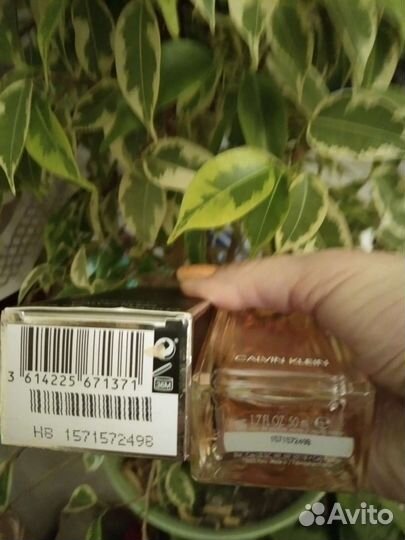 3 614225 671371
36M
HB 1571572498
CALVIN KLEIN
1.7 FL.OZ 50 m
1571572498
Avito